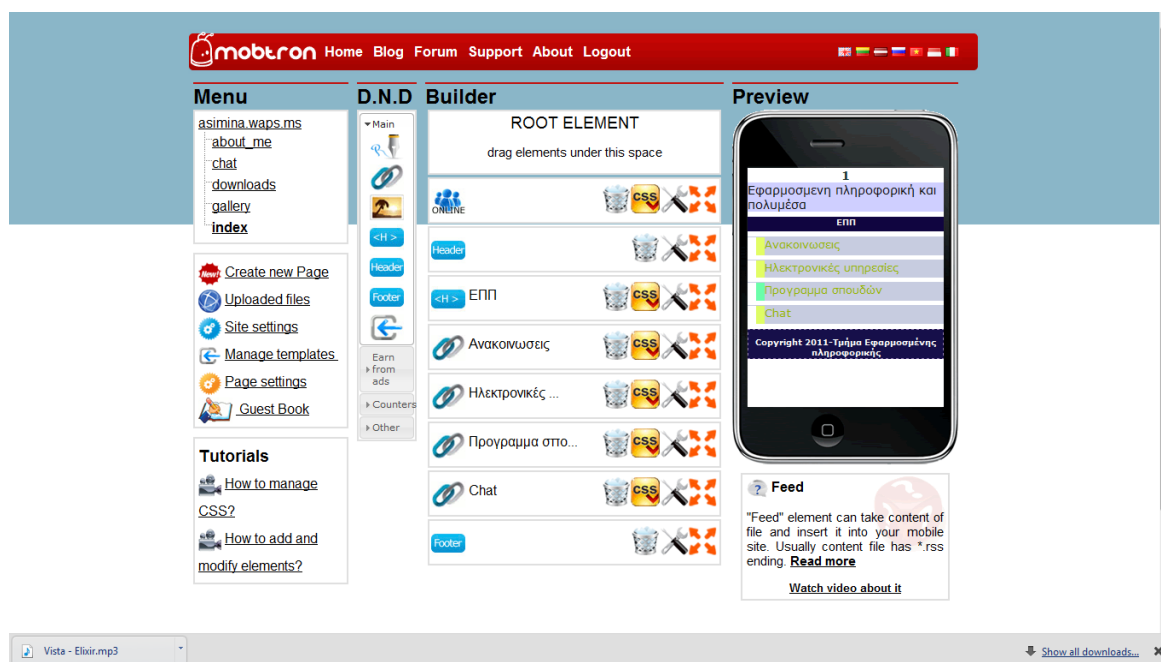 mobtron Home Blog Forum Support About Logout
Menu
asimina.waps.ms
about_me
chat
downloads
gallery
index
New! Create new Page
Uploaded files
Site settings
Manage templates
Page settings
Guest Book
Tutorials
How to manage
CSS?
How to add and
modify elements?
D.N.D
Main
<H >
Header
Footer
Earn
from
ads
Counters
Other
Builder
ROOT ELEMENT
drag elements under this space
ONLINE CSS
Header
<H > ΕΠΠ CSS
Ανακοινωσεις CSS
Ηλεκτρονικές ... CSS
Προγραμμα σπο... CSS
Chat CSS
Footer
Preview
1
Εφαρμοσμενη πληροφορική και
πολυμέσα
ΕΠΠ
Ανακοινωσεις
Ηλεκτρονικές υπηρεσίες
Προγραμμα σπουδών
Chat
Copyright 2011-Τμήμα Εφαρμοσμένης
πληροφορικής
? Feed
"Feed" element can take content of
file and insert it into your mobile
site. Usually content file has *.rss
ending. Read more
Watch video about it
Vista - Elixir.mp3
Show all downloads...